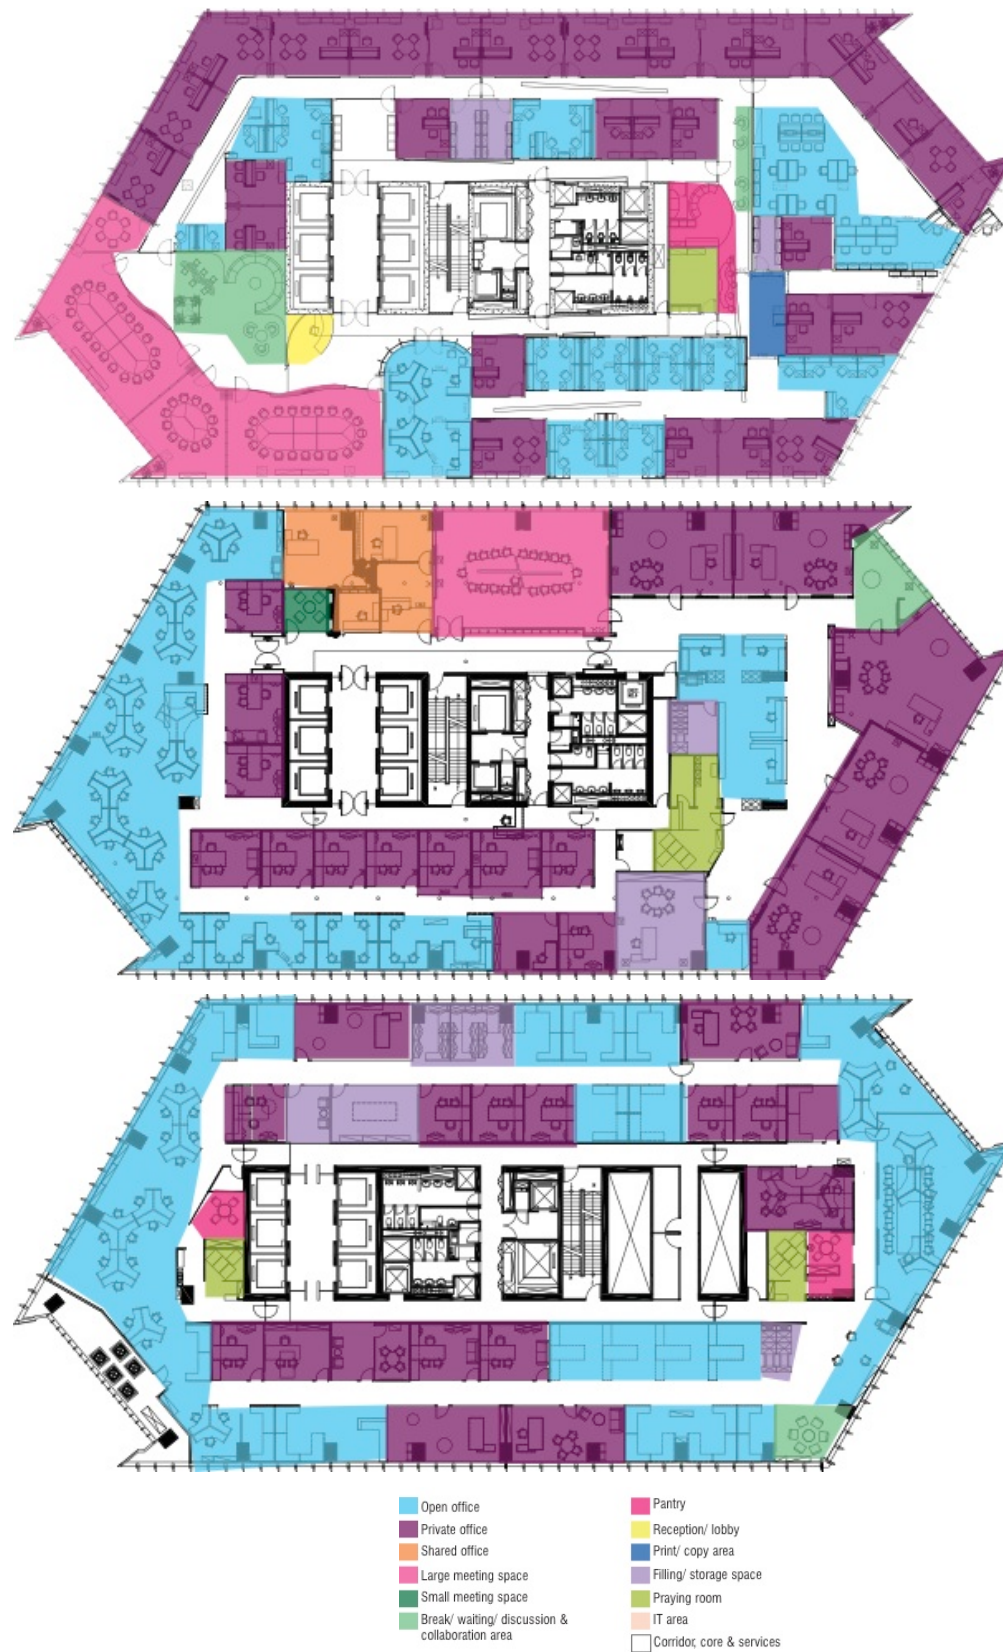 Open office
Private office
Shared office
Large meeting space
Small meeting space
Break/ waiting/ discussion &
collaboration area
Pantry
Reception/ lobby
Print/ copy area
Filling/ storage space
Praying room
IT area
Corridor, core & services